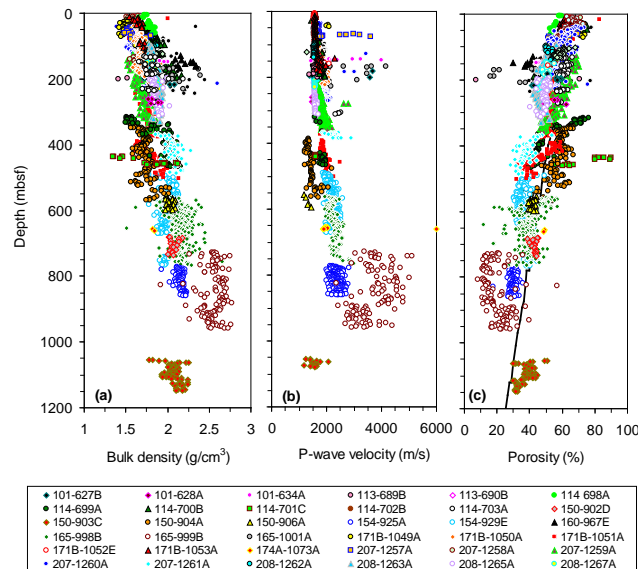 0
200
400
600
800
1000
1200
Depth (mbsf)
(a)
(b)
(c)
1 1.5 2 2.5 3
0 2000 4000 6000
0 20 40 60 80 100
Bulk density (g/cm³) P-wave velocity (m/s) Porosity (%)
101-627B 101-628A 101-634A 113-689B 113-690B 114 698A
114-699A 114-700B 114-701C 114-702B 114-703A 150-902D
150-903C 150-904A 150-906A 154-925A 154-929E 160-967E
165-998B 165-999B 165-1001A 171B-1049A 171B-1050A 171B-1051A
171B-1052E 171B-1053A 174A-1073A 207-1257A 207-1258A 207-1259A
207-1260A 207-1261A 208-1262A 208-1263A 208-1265A 208-1267A